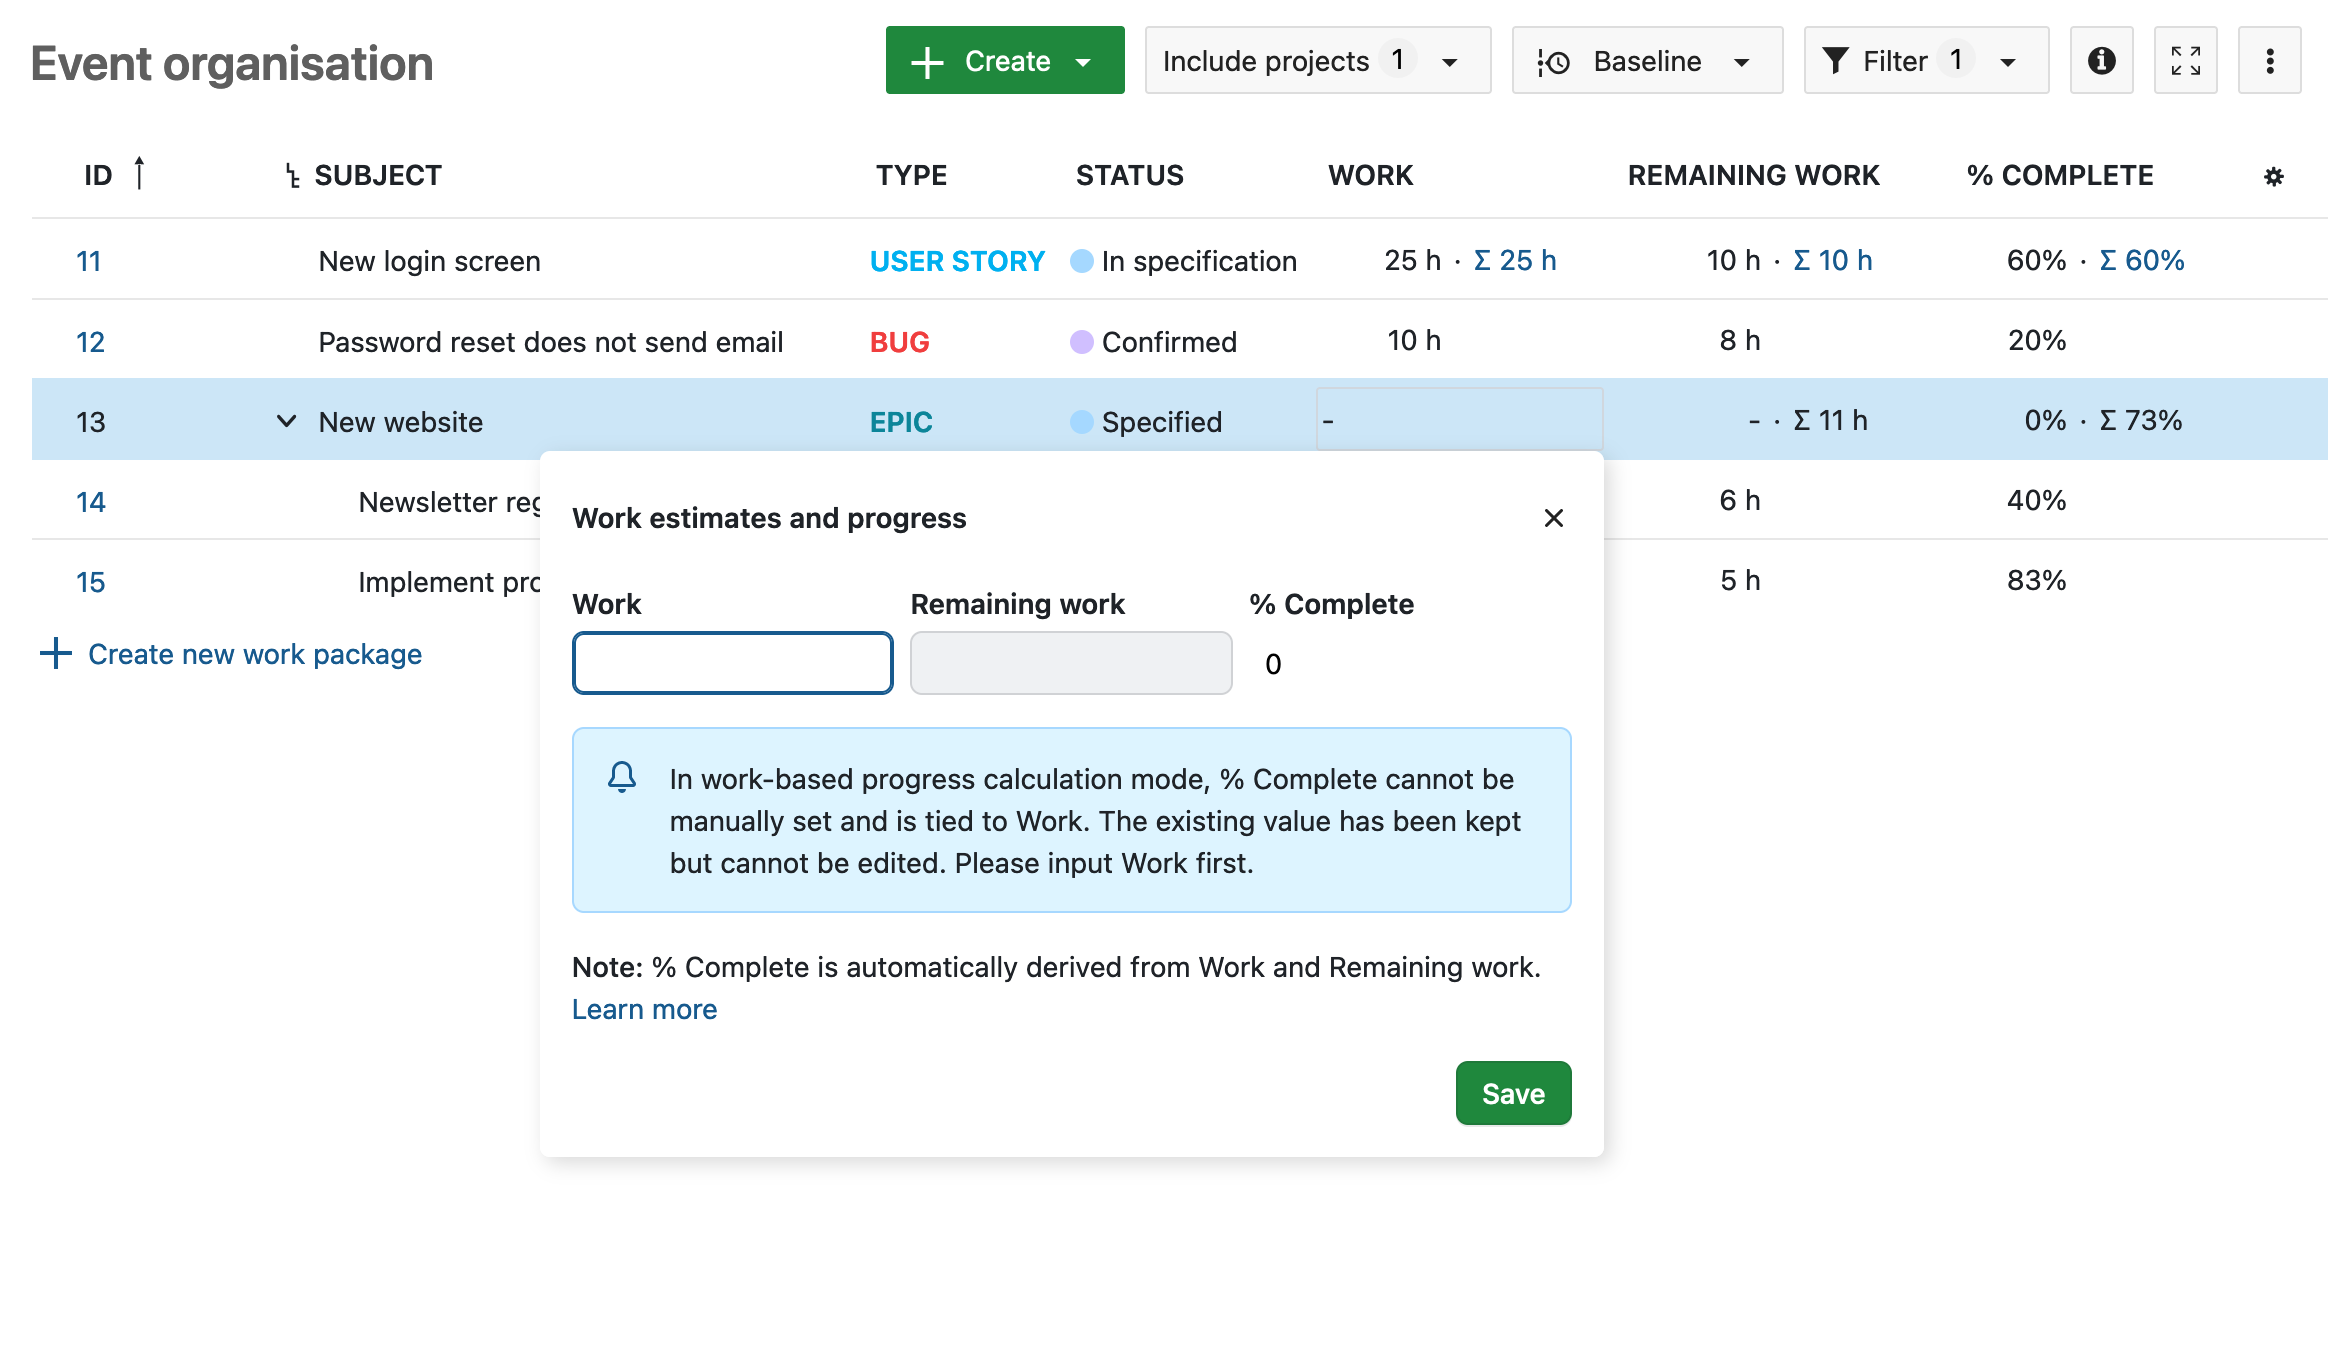 Event organisation
Create
Include projects 1
Baseline
Filter 1
ID SUBJECT TYPE STATUS WORK REMAINING WORK % COMPLETE
11 New login screen USER STORY In specification 25 h · Σ 25 h 10 h · Σ 10 h 60% · Σ 60%
12 Password reset does not send email BUG Confirmed 10 h 8 h 20%
13 New website EPIC Specified - - · Σ 11 h 0% · Σ 73%
14 Newsletter 6 h 40%
15 Implement 5 h 83%
Create new work package
Work estimates and progress
Work Remaining work % Complete
0
In work-based progress calculation mode, % Complete cannot be
manually set and is tied to Work. The existing value has been kept
but cannot be edited. Please input Work first.
Note: % Complete is automatically derived from Work and Remaining work.
Learn more
Save